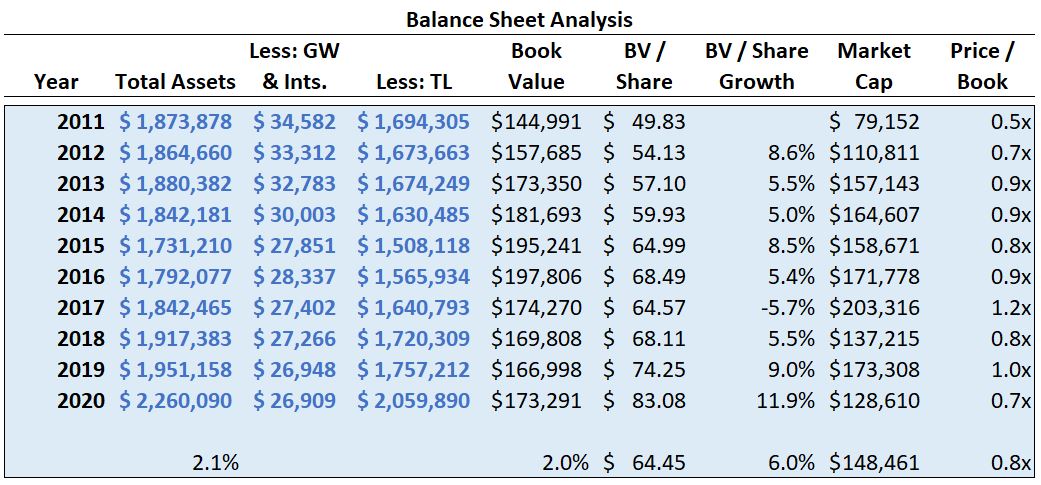 Balance Sheet Analysis
Less: GW Book BV / BV / Share Market Price /
Year Total Assets & Ints. Less: TL Value Share Growth Cap Book
2011 $ 1,873,878 $ 34,582 $ 1,694,305 $144,991 $ 49.83 $ 79,152 0.5x
2012 $ 1,864,660 $ 33,312 $ 1,673,663 $157,685 $ 54.13 8.6% $110,811 0.7x
2013 $ 1,880,382 $ 32,783 $ 1,674,249 $173,350 $ 57.10 5.5% $157,143 0.9x
2014 $ 1,842,181 $ 30,003 $ 1,630,485 $181,693 $ 59.93 5.0% $164,607 0.9x
2015 $ 1,731,210 $ 27,851 $ 1,508,118 $195,241 $ 64.99 8.5% $158,671 0.8x
2016 $ 1,792,077 $ 28,337 $ 1,565,934 $197,806 $ 68.49 5.4% $171,778 0.9x
2017 $ 1,842,465 $ 27,402 $ 1,640,793 $174,270 $ 64.57 -5.7% $203,316 1.2x
2018 $ 1,917,383 $ 27,266 $ 1,720,309 $169,808 $ 68.11 5.5% $137,215 0.8x
2019 $ 1,951,158 $ 26,948 $ 1,757,212 $166,998 $ 74.25 9.0% $173,308 1.0x
2020 $ 2,260,090 $ 26,909 $ 2,059,890 $173,291 $ 83.08 11.9% $128,610 0.7x
2.1% 2.0% $ 64.45 6.0% $148,461 0.8x